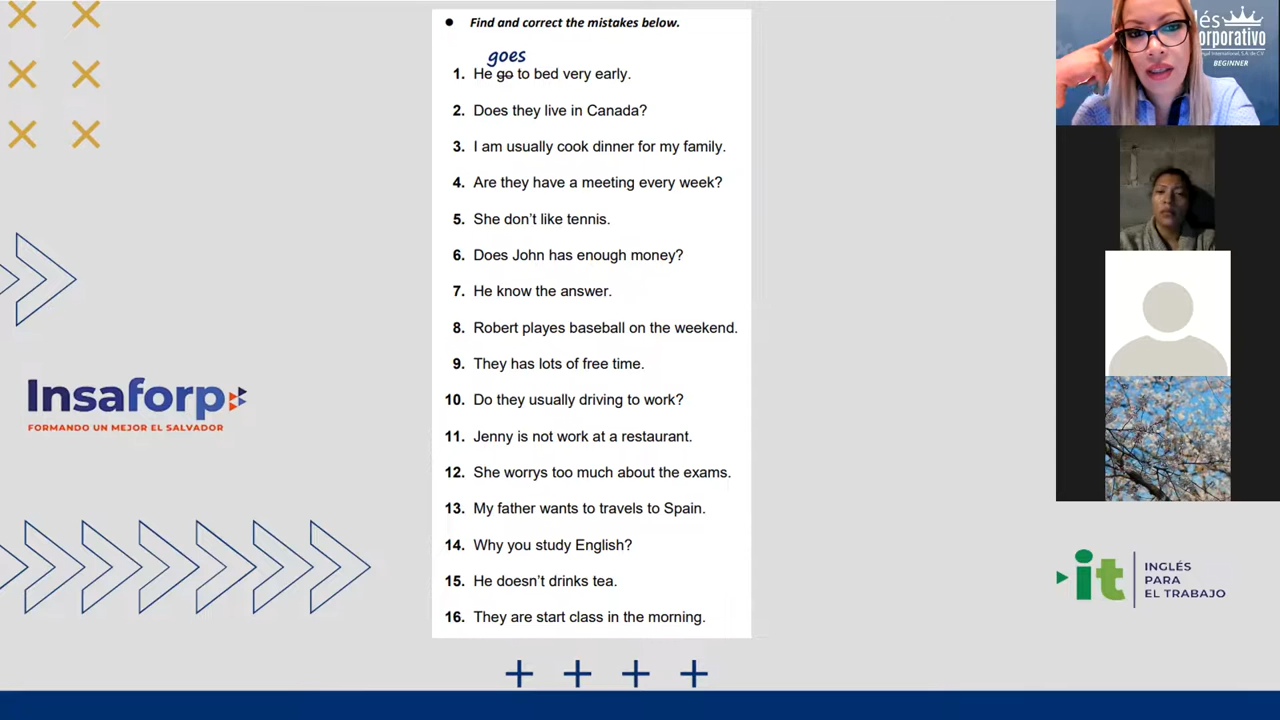 ● Find and correct the mistakes below.
goes
1. He go to bed very early.
2. Does they live in Canada?
3. I am usually cook dinner for my family.
4. Are they have a meeting every week?
5. She don't like tennis.
6. Does John has enough money?
7. He know the answer.
8. Robert playes baseball on the weekend.
9. They has lots of free time.
10. Do they usually driving to work?
11. Jenny is not work at a restaurant.
12. She worrys too much about the exams.
13. My father wants to travels to Spain.
14. Why you study English?
15. He doesn't drinks tea.
16. They are start class in the morning.
Insaforp
FORMANDO UN MEJOR EL SALVADOR
BEGINNER
it
INGLÉS
PARA
EL TRABAJO